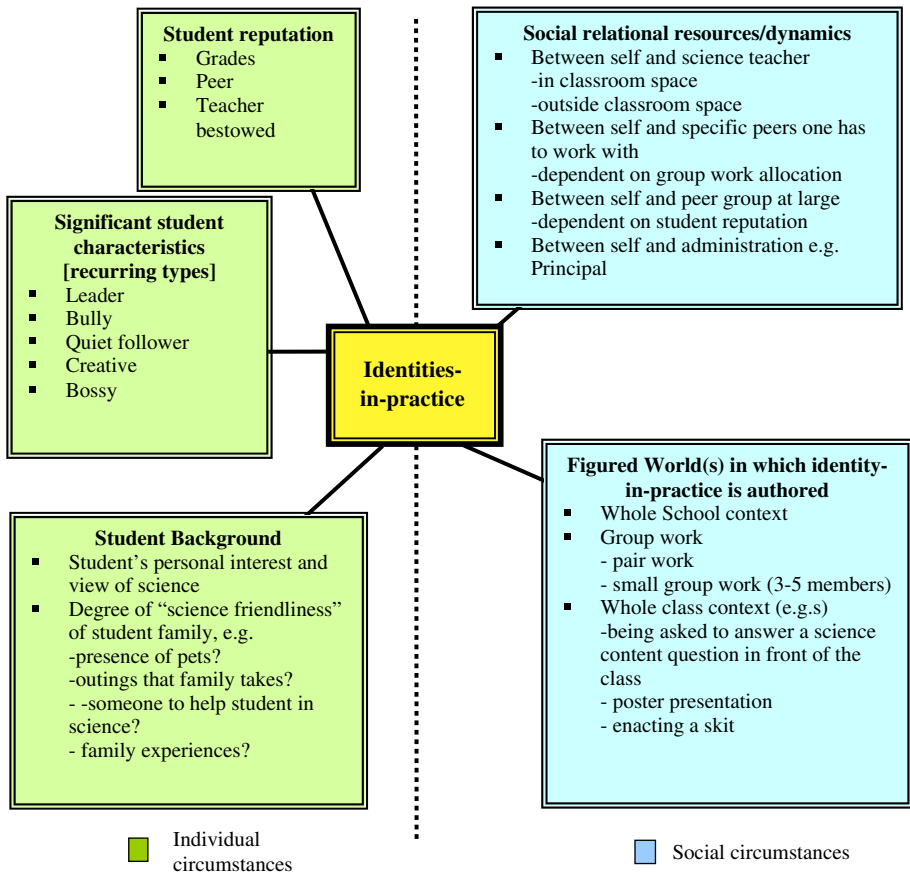 Student reputation
▪ Grades
▪ Peer
▪ Teacher
bestowed
Social relational resources/dynamics
▪ Between self and science teacher
-in classroom space
-outside classroom space
▪ Between self and specific peers one has
to work with
-dependent on group work allocation
▪ Between self and peer group at large
-dependent on student reputation
▪ Between self and administration e.g.
Principal
Significant student
characteristics
[recurring types]
▪ Leader
▪ Bully
▪ Quiet follower
▪ Creative
▪ Bossy
Identities-
in-practice
Student Background
▪ Student's personal interest and
view of science
▪ Degree of “science friendliness”
of student family, e.g.
-presence of pets?
-outings that family takes?
- -someone to help student in
science?
- family experiences?
Figured World(s) in which identity-
in-practice is authored
▪ Whole School context
▪ Group work
- pair work
- small group work (3-5 members)
▪ Whole class context (e.g.s)
-being asked to answer a science
content question in front of the
class
- poster presentation
- enacting a skit
Individual
circumstances
Social circumstances